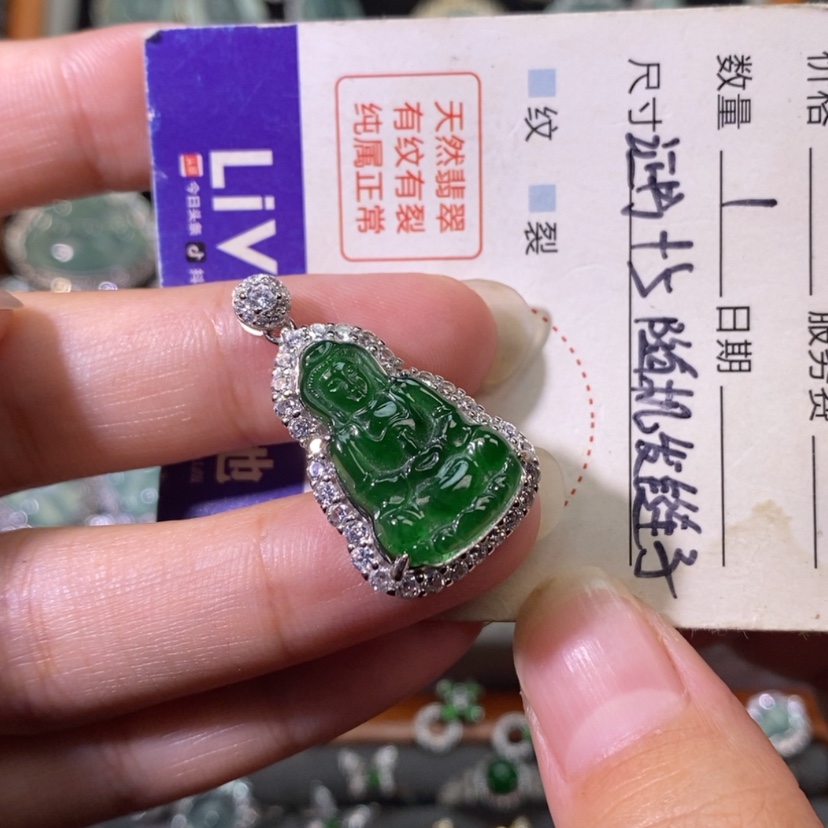 价格 服务费
数量 1 日期
尺寸 随机发链子
纹 裂
天然翡翠
有纹有裂
纯属正常
LiV
今日头条 抖